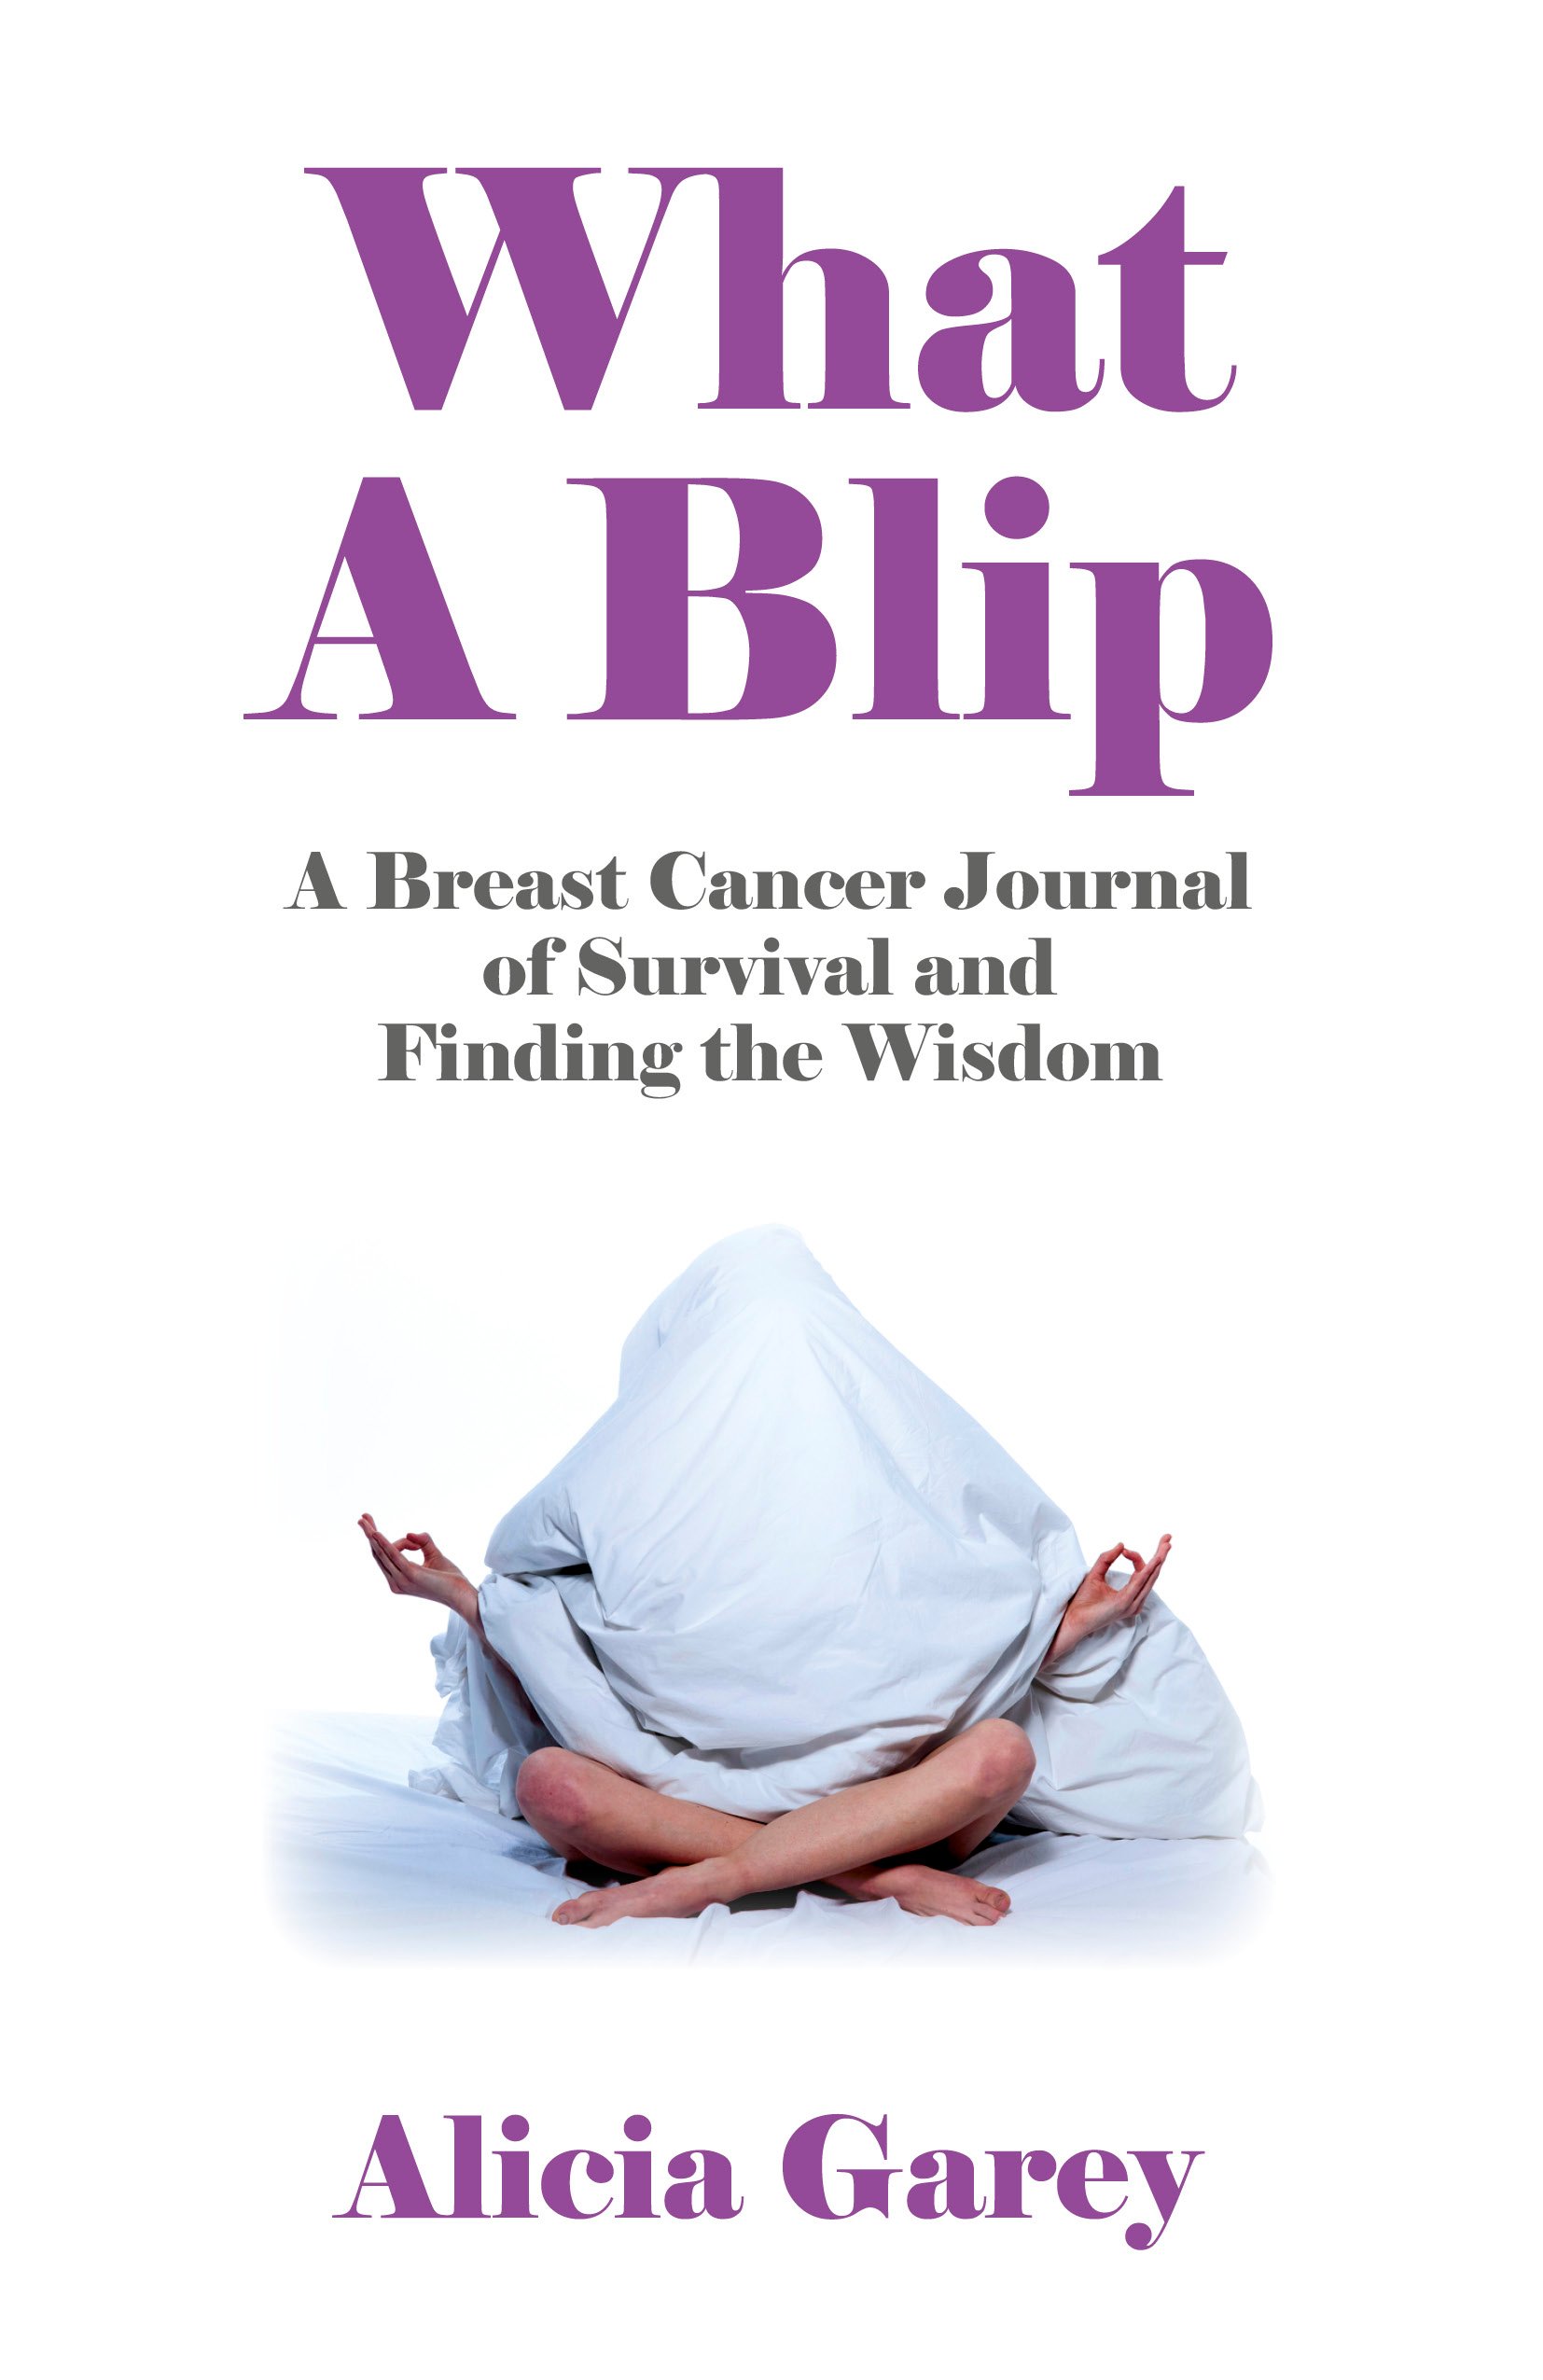 What
A Blip
A Breast Cancer Journal
of Survival and
Finding the Wisdom
Alicia Garey